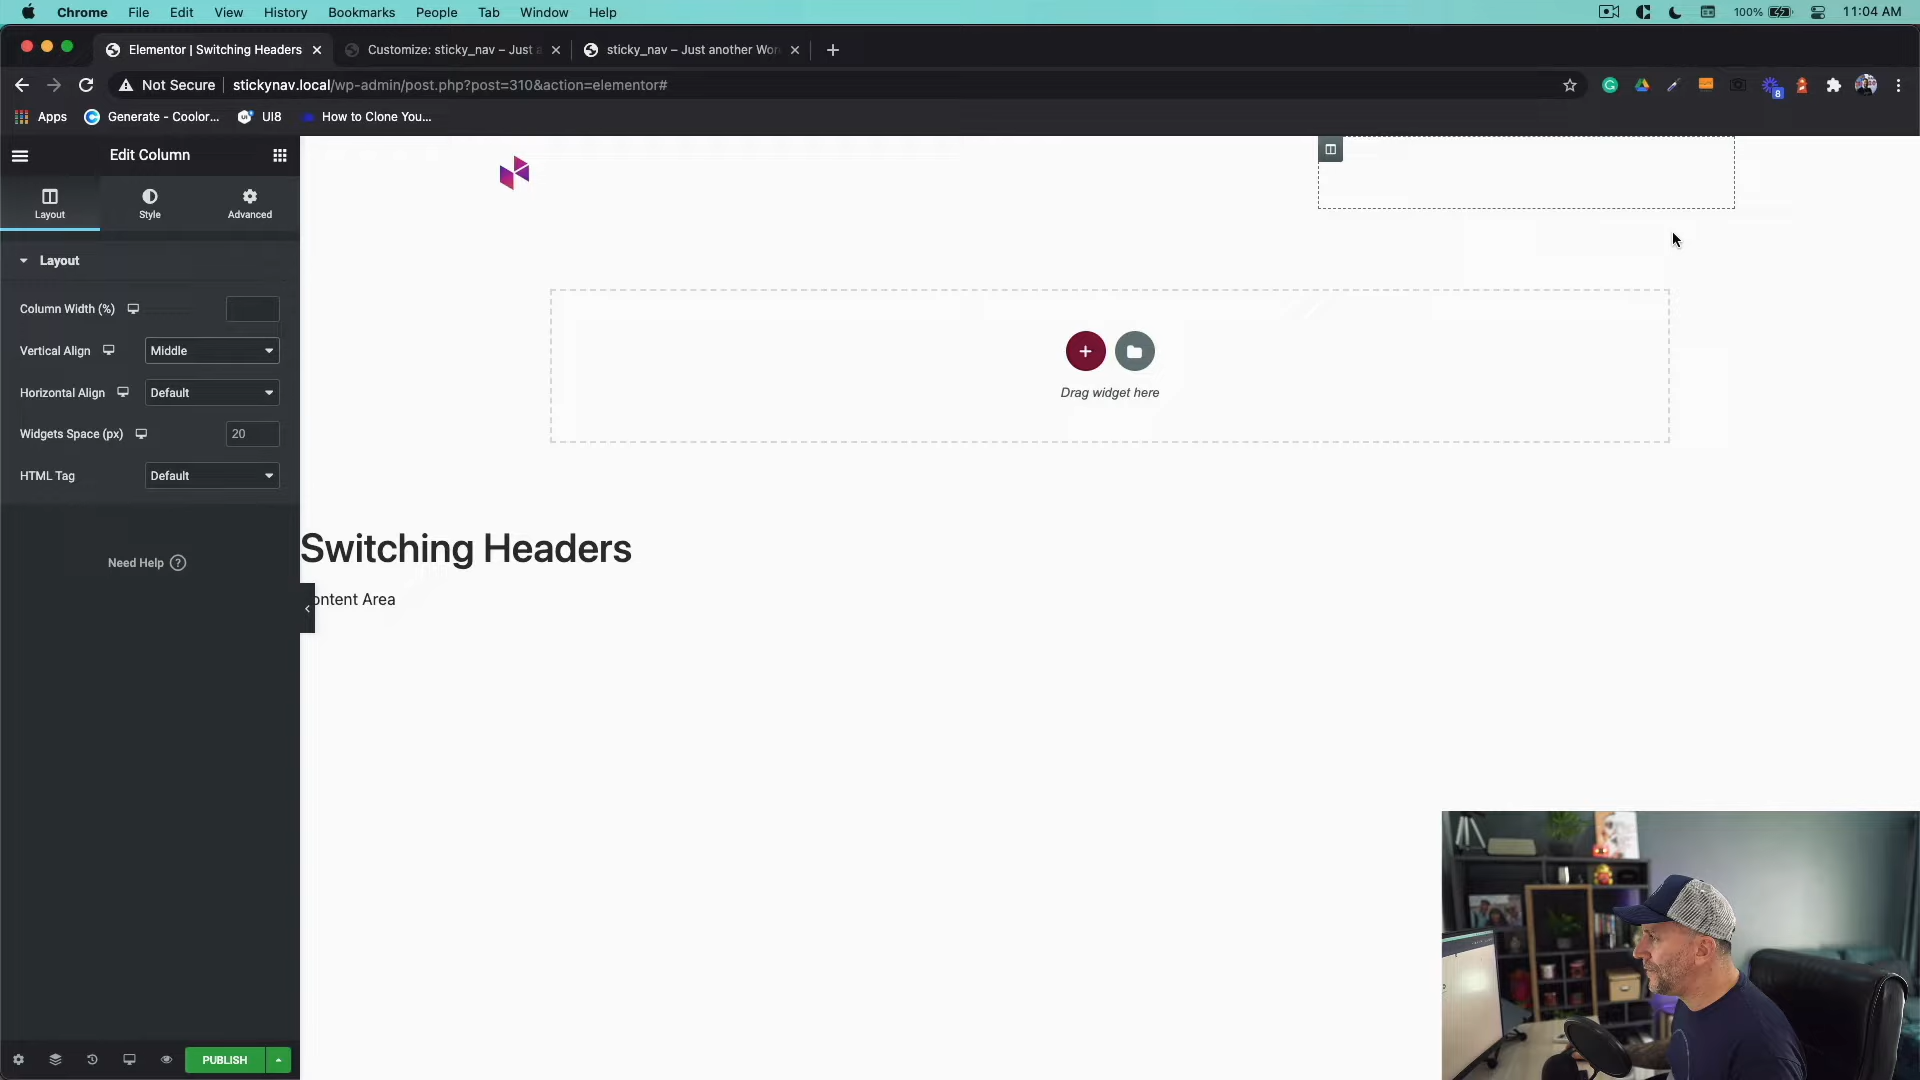 Chrome File Edit View History Bookmarks People Tab Window Help 100% 11:04 AM
Elementor | Switching Headers Customize: sticky_nav – Just a sticky_nav – Just another Wor
Not Secure stickynav.local/wp-admin/post.php?post=310&action=elementor#
8
Apps Generate - Coolor... UI8 How to Clone You...
Edit Column
Layout Style Advanced
Layout
Column Width (%)
Vertical Align Middle
Horizontal Align Default
Widgets Space (px) 20
HTML Tag Default
Need Help ?
PUBLISH
Drag widget here
Switching Headers
ontent Area